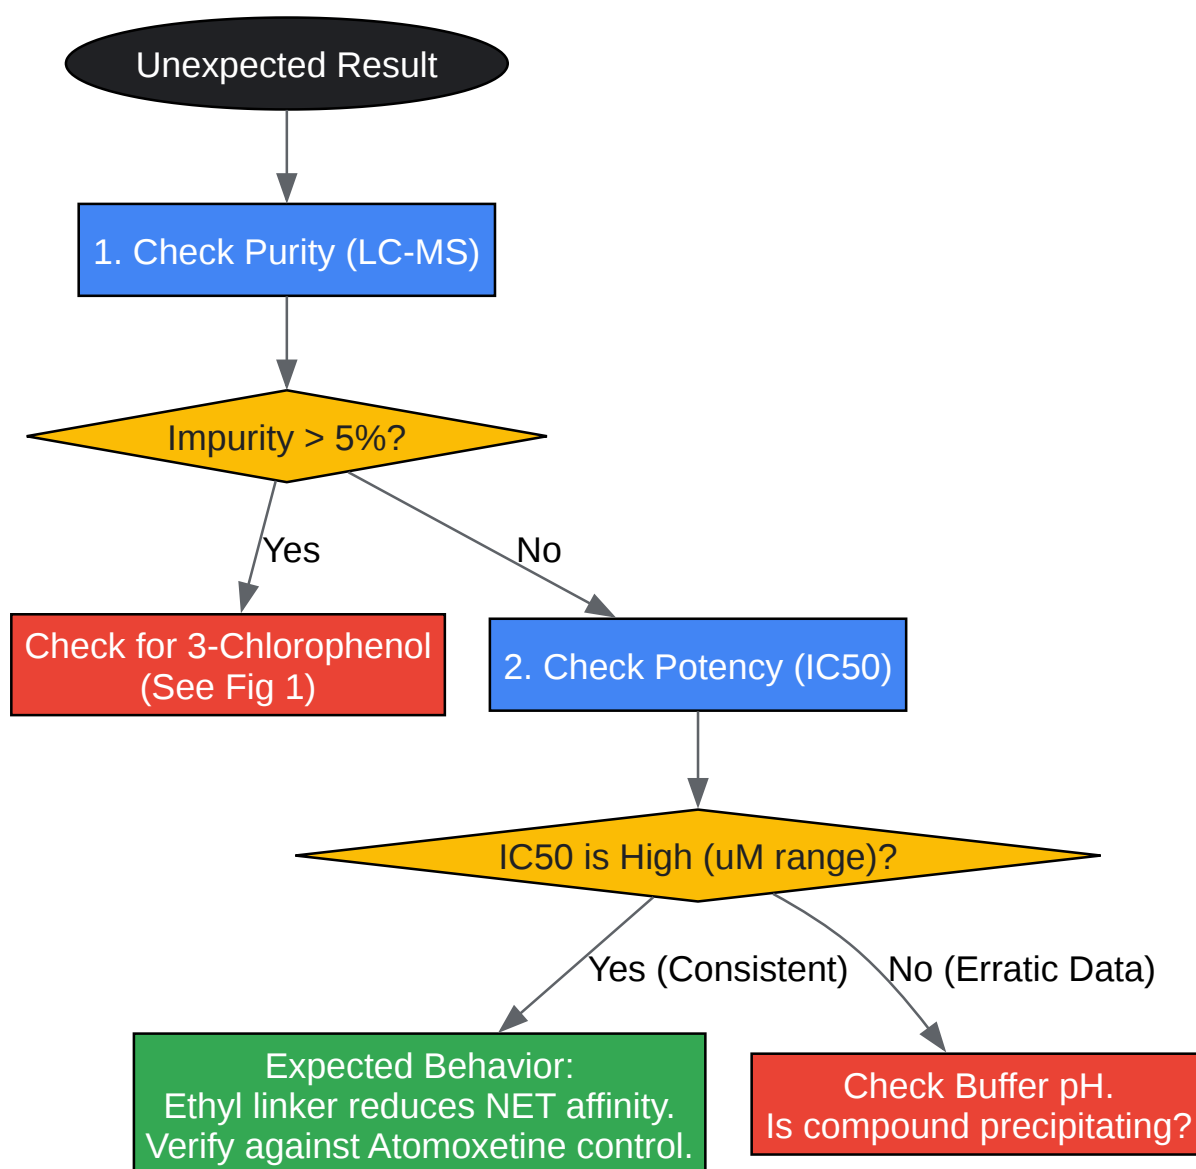 Unexpected Result
1. Check Purity (LC-MS)
Impurity > 5%?
Yes
No
Check for 3-Chlorophenol
(See Fig 1)
2. Check Potency (IC50)
IC50 is High (uM range)?
Yes (Consistent)
No (Erratic Data)
Expected Behavior:
Ethyl linker reduces NET affinity.
Verify against Atomoxetine control.
Check Buffer pH.
Is compound precipitating?